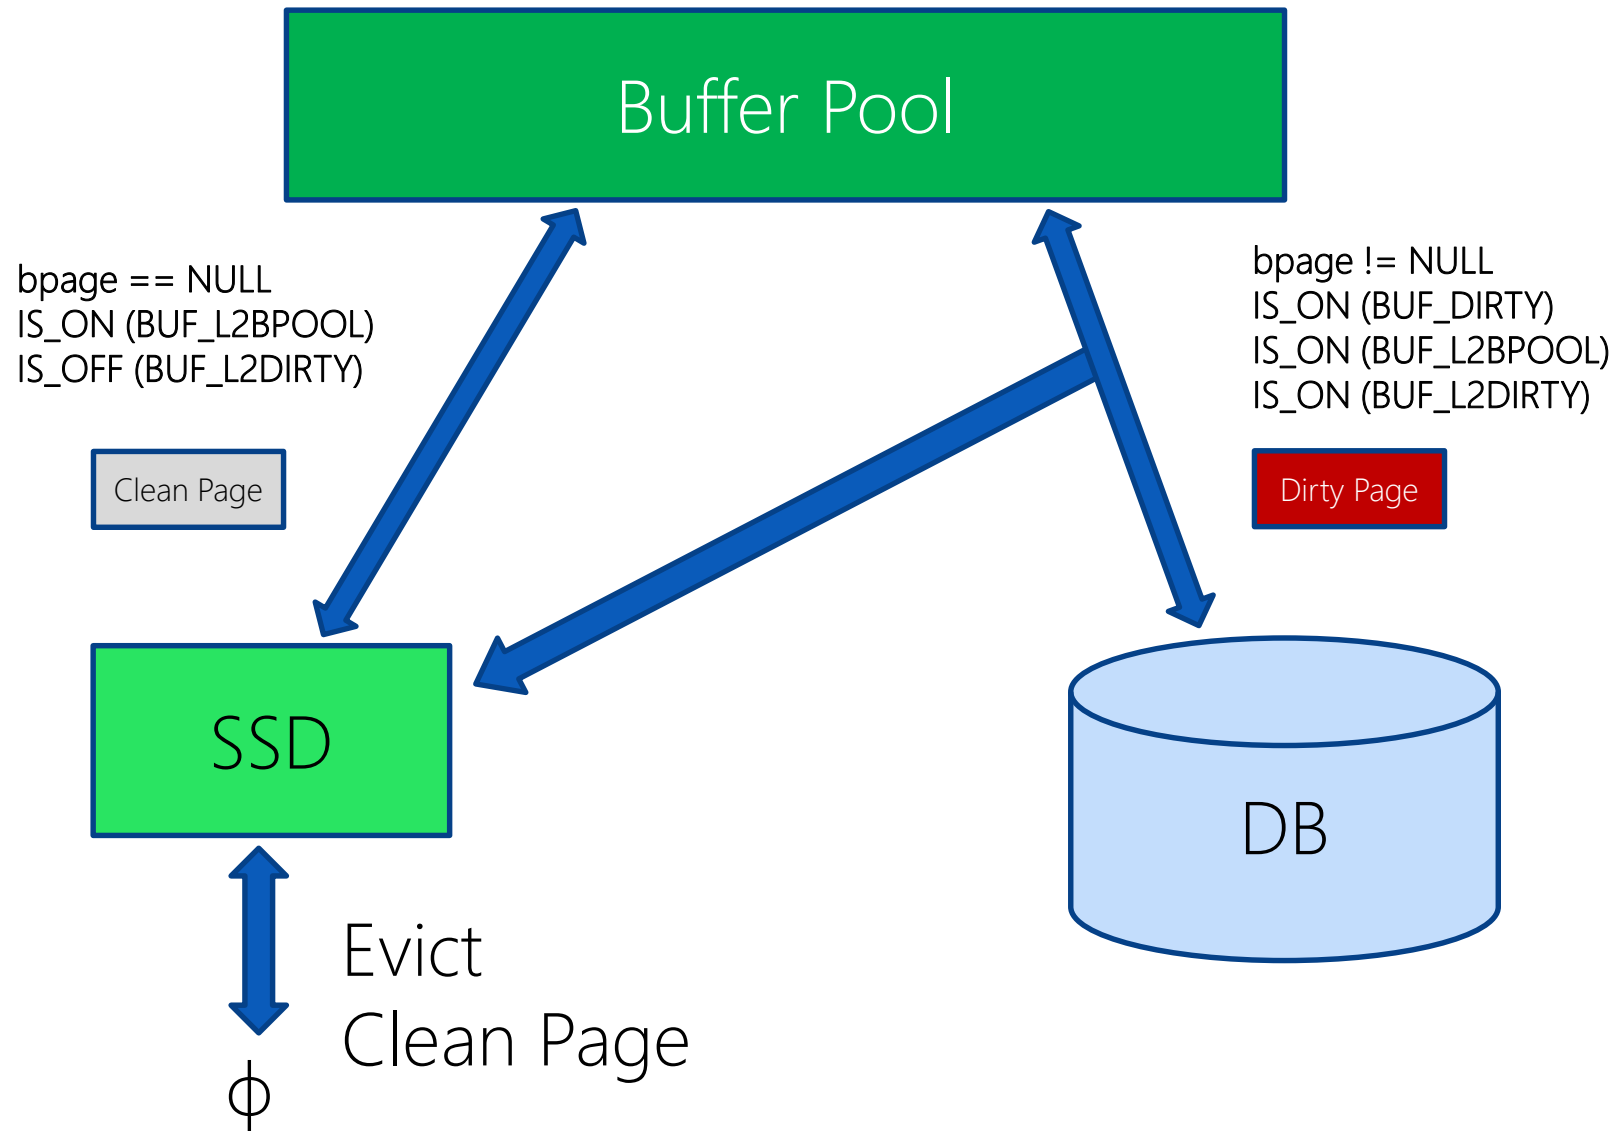 Buffer Pool
bpage == NULL
IS_ON (BUF_L2BPOOL)
IS_OFF (BUF_L2DIRTY)
bpage != NULL
IS_ON (BUF_DIRTY)
IS_ON (BUF_L2BPOOL)
IS_ON (BUF_L2DIRTY)
Clean Page
Dirty Page
SSD
DB
Evict
Clean Page
ϕ